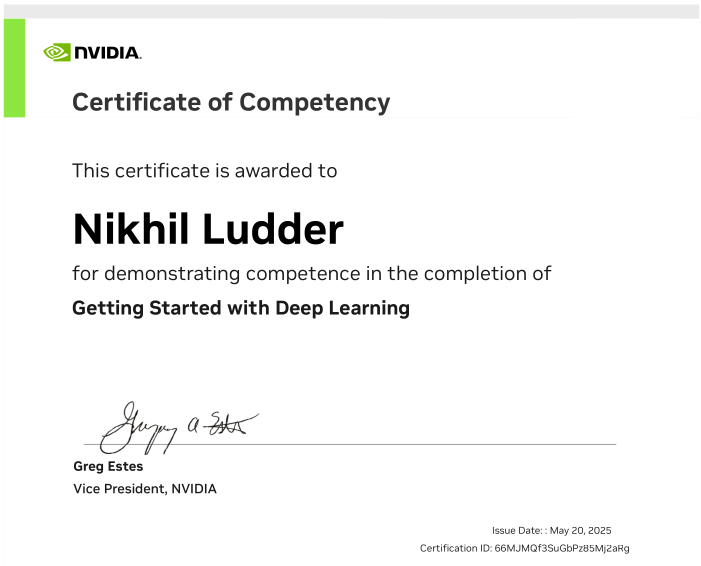 NVIDIA.
Certificate of Competency
This certificate is awarded to
Nikhil Ludder
for demonstrating competence in the completion of
Getting Started with Deep Learning
Gregory A Estes
Greg Estes
Vice President, NVIDIA
Issue Date: : May 20, 2025
Certification ID: 66MJMQf3SuGbPz85Mj2aRg